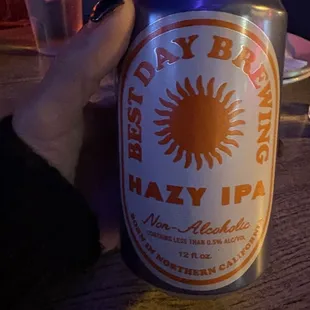 BEST DAY BREWING
HAZY IPA
Non-Alcoholic
CONTAINS LESS THAN 0.5% ALC/VOL
12 fl oz.
BORN IN NORTHERN CALIFORNIA